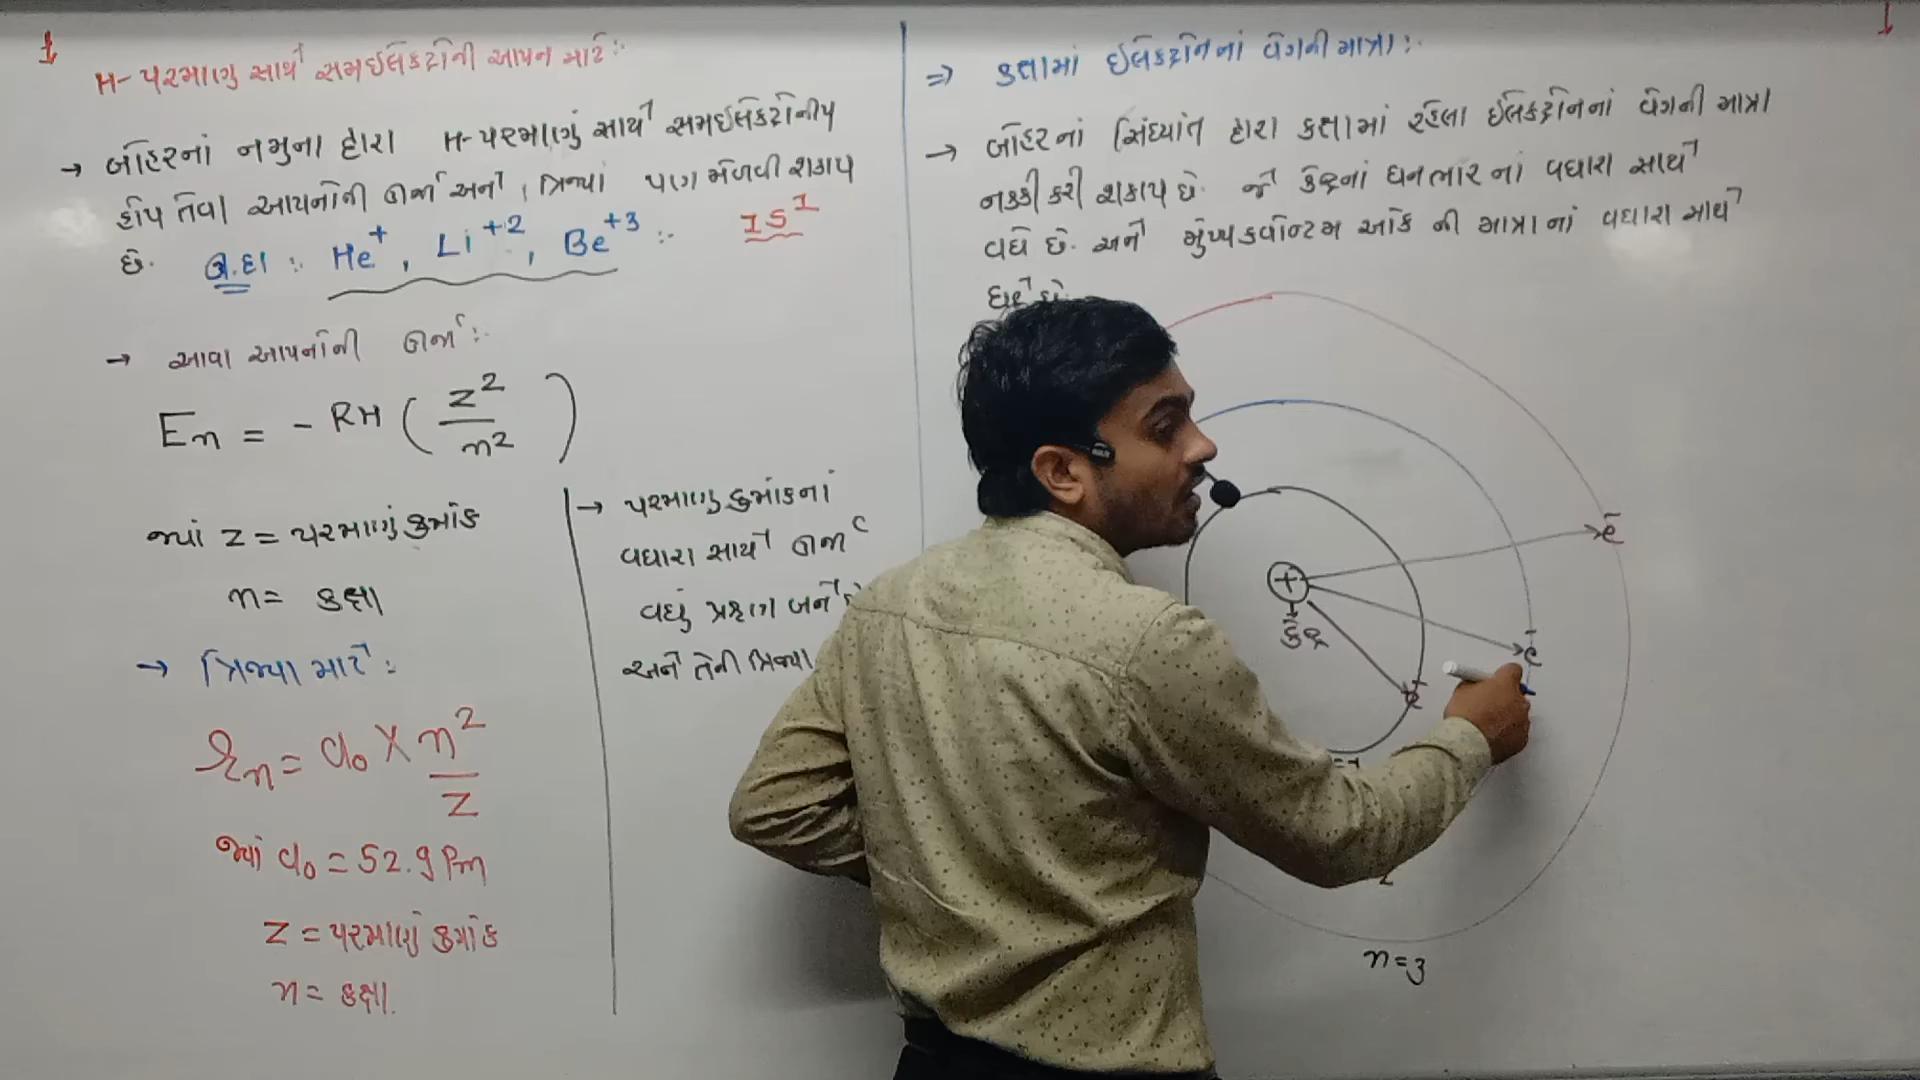 1
H- પરમાણુ સાથે સમઇલેક્ટ્રોની આયન માટે :-
→ બોહરનાં નમુના દ્વારા H-પરમાણું સાથે સમઇલેક્ટ્રોનીય
હોય તેવા આયનોની ઊર્જા અને, ત્રિજ્યાં પણ મેળવી શકાય
છે. ઊ.દા :. He⁺, Li⁺², Be⁺³ :- 1S¹
→ આવા આયનોની ઊર્જા :-
En = - RH ( Z² / n² )
જ્યાં Z = પરમાણું ક્રમાંક
n = કક્ષા
→ ત્રિજ્યા માટે :
rn = a₀ × n² / Z
જ્યાં a₀ = 52.9 Pm
Z = પરમાણું ક્રમાંક
n = કક્ષા.
→ પરમાણુ ક્રમાંકનાં
વધારા સાથે ઊર્જા
વધું ઋણ બને
અને તેની ત્રિજ્યા
1
⇒ કક્ષામાં ઇલેક્ટ્રોનનાં વેગની માત્રા :-
→ બોહરનાં સિંધ્યાંત દ્વારા કક્ષામાં રહેલા ઇલેક્ટ્રોનનાં વેગની માત્રા
નક્કી કરી શકાય છે. જે કેન્દ્રનાં ધનભાર નાં વધારા સાથે
વધે છે. અને મુખ્ય ક્વોન્ટમ આંક ની માત્રાનાં વધારા સાથે
ઘટે છે.
e⁻
+
કેન્દ્ર
e⁻
e⁻
n=3